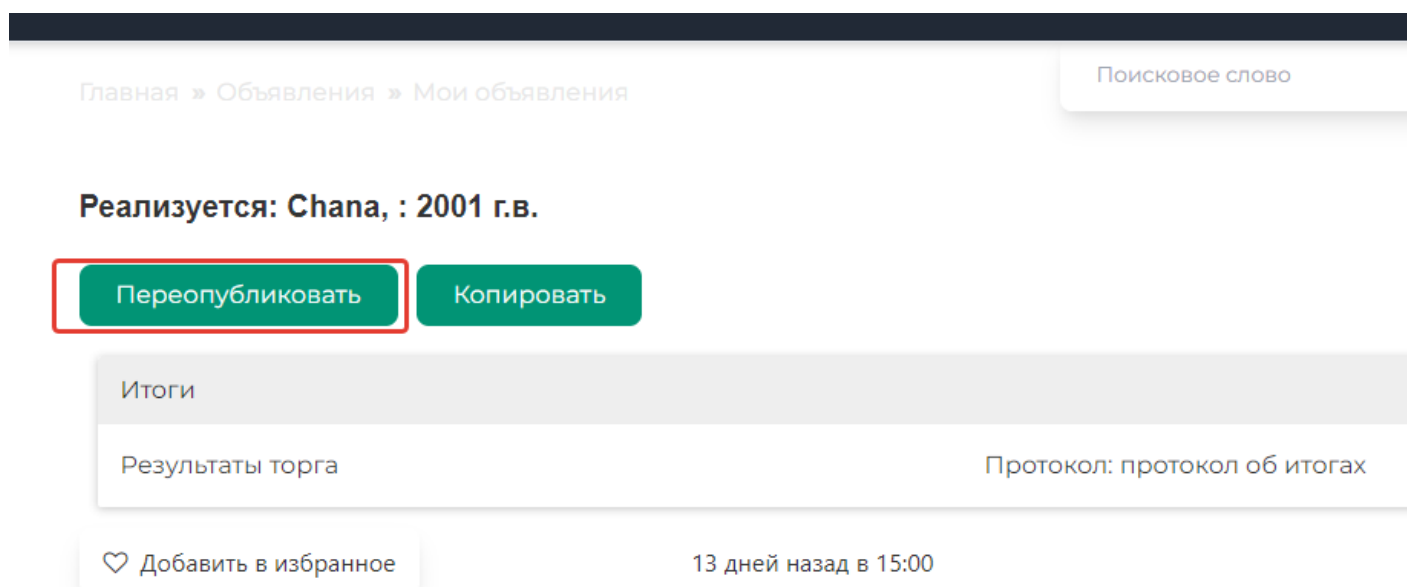 Главная » Объявления » Мои объявления
Поисковое слово
Реализуется: Chana, : 2001 г.в.
Переопубликовать
Копировать
Итоги
Результаты торга
Протокол: протокол об итогах
Добавить в избранное
13 дней назад в 15:00